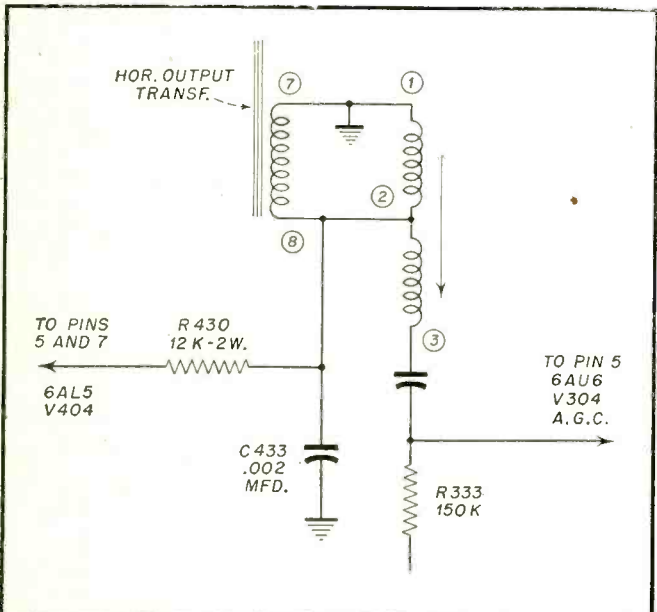 HOR. OUTPUT
TRANSF.
7
1
2
8
3
TO PINS
5 AND 7
6AL5
V404
R430
12K-2W.
C433
.002
MFD.
TO PIN 5
6AU6
V304
A.G.C.
R333
150K